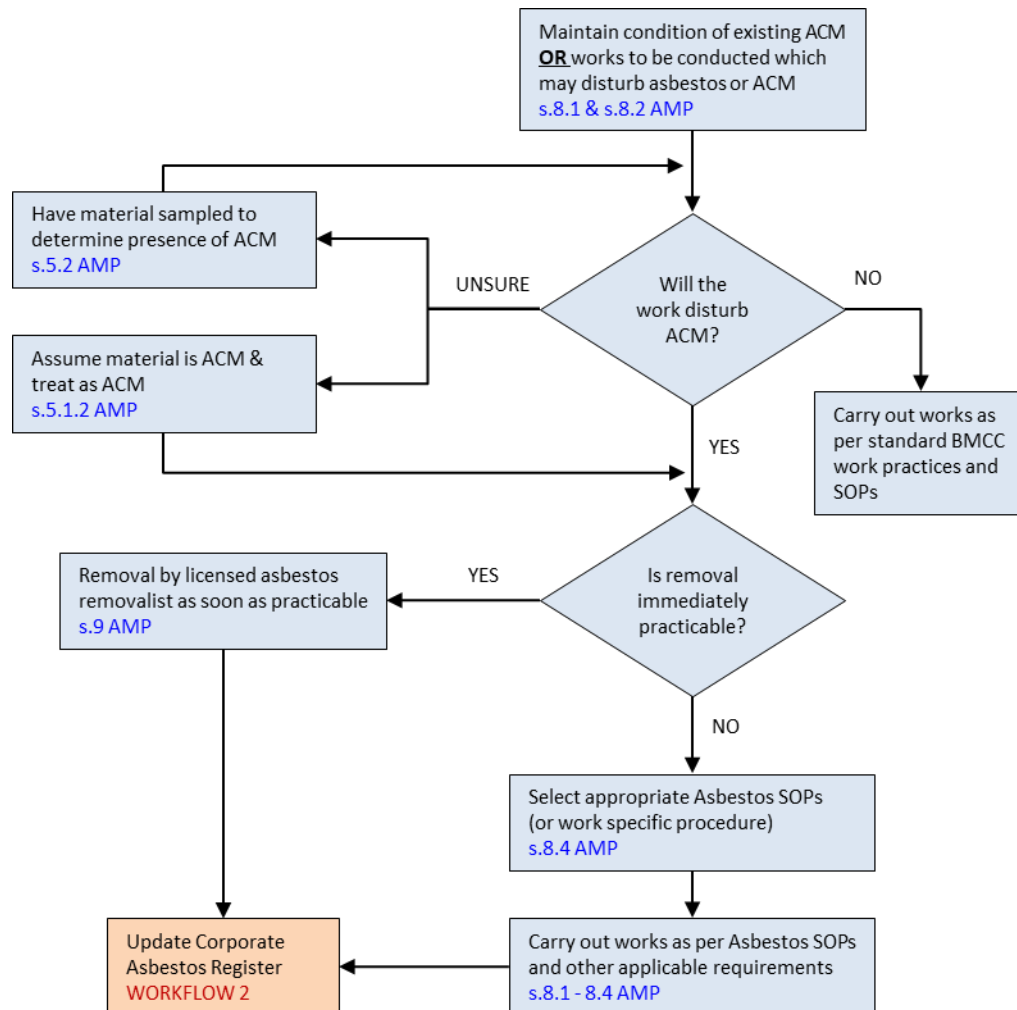 Maintain condition of existing ACM
OR works to be conducted which
may disturb asbestos or ACM
s.8.1 & s.8.2 AMP
Have material sampled to
determine presence of ACM
s.5.2 AMP
UNSURE
Will the
work disturb
ACM?
NO
Assume material is ACM &
treat as ACM
s.5.1.2 AMP
Carry out works as
per standard BMCC
work practices and
SOPs
YES
Removal by licensed asbestos
removalist as soon as practicable
s.9 AMP
YES
Is removal
immediately
practicable?
NO
Select appropriate Asbestos SOPs
(or work specific procedure)
s.8.4 AMP
Update Corporate
Asbestos Register
WORKFLOW 2
Carry out works as per Asbestos SOPs
and other applicable requirements
s.8.1 - 8.4 AMP